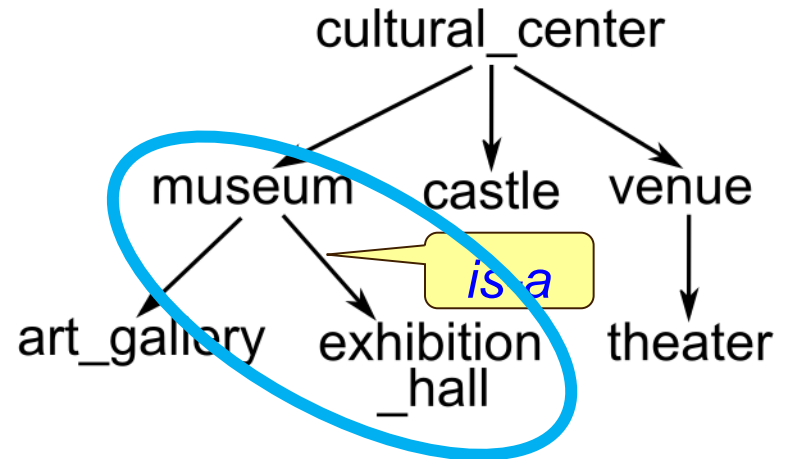 cultural_center
museum
castle
venue
is-a
art_gallery
exhibition
_hall
theater